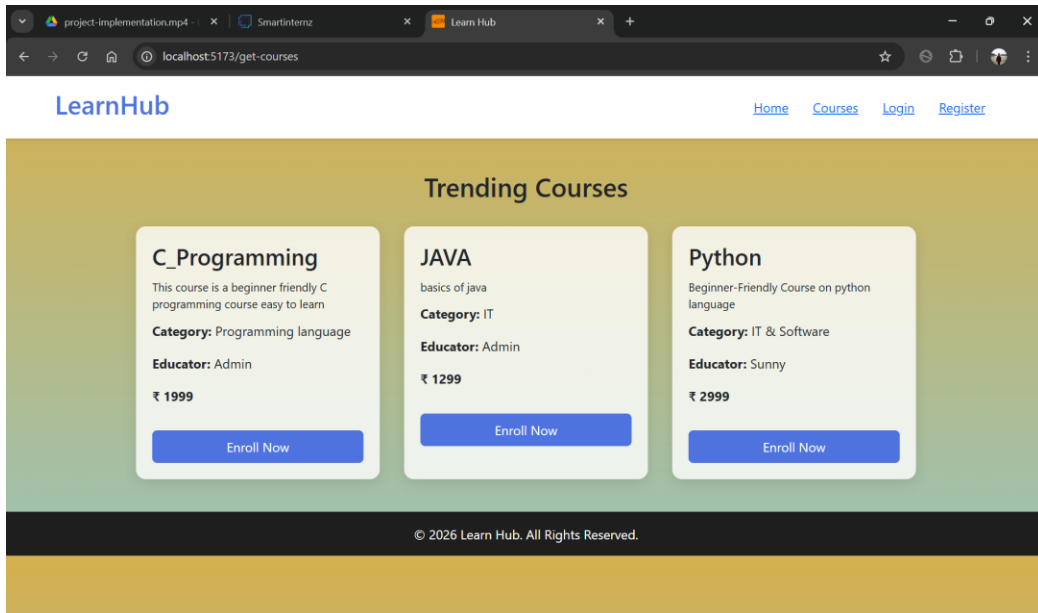 project-implementation.mp4 -
Smartinternz
Learn Hub
localhost:5173/get-courses
LearnHub
Home Courses Login Register
Trending Courses
C_Programming
This course is a beginner friendly C
programming course easy to learn
Category: Programming language
Educator: Admin
₹ 1999
Enroll Now
JAVA
basics of java
Category: IT
Educator: Admin
₹ 1299
Enroll Now
Python
Beginner-Friendly Course on python
language
Category: IT & Software
Educator: Sunny
₹ 2999
Enroll Now
© 2026 Learn Hub. All Rights Reserved.